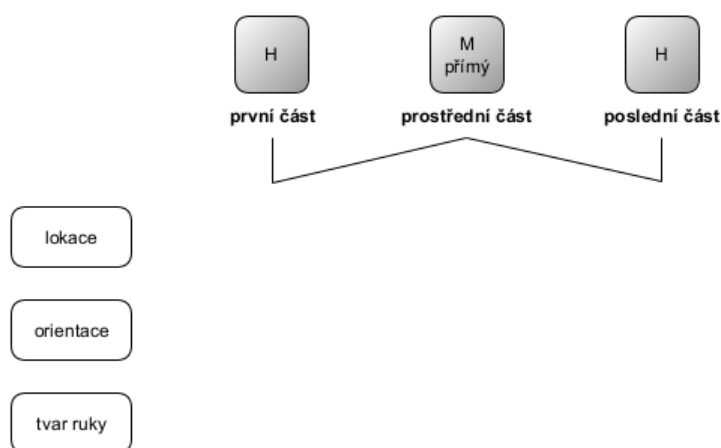 H
M
přímý
H
první část
prostřední část
poslední část
lokace
orientace
tvar ruky